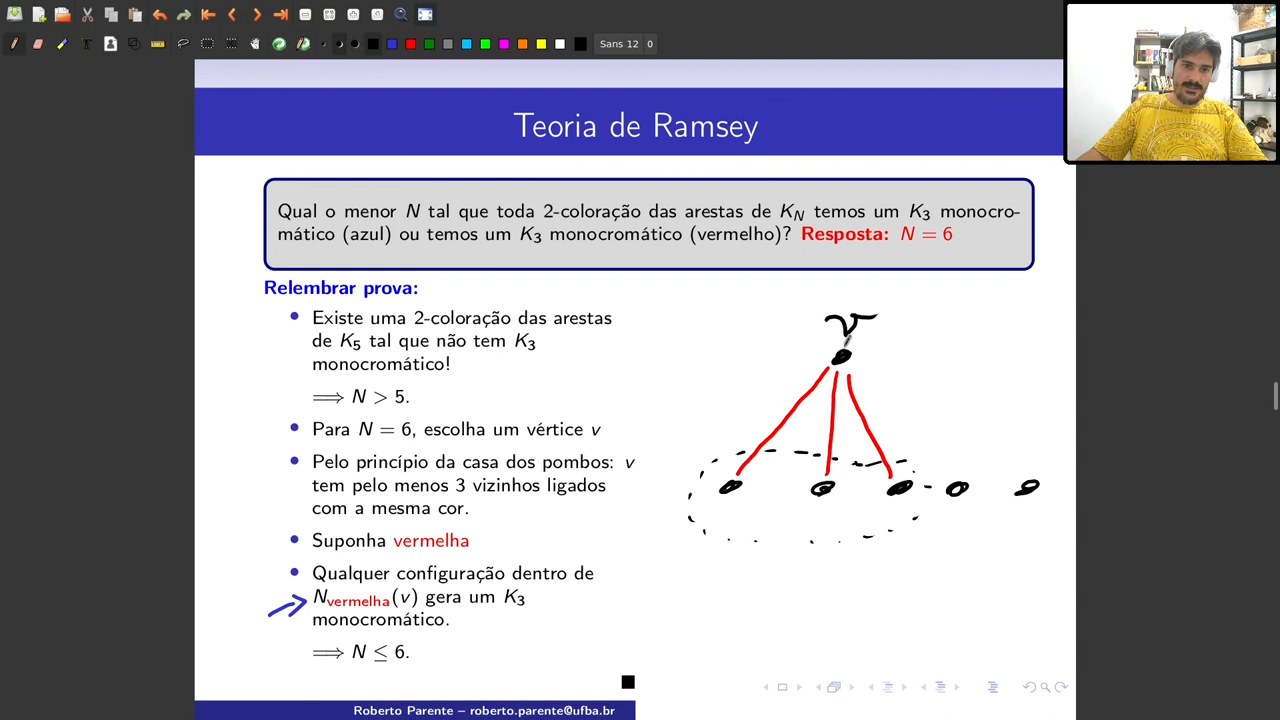 Sans 12 0
Teoria de Ramsey
Qual o menor N tal que toda 2-coloração das arestas de K_N temos um K_3 monocro-
mático (azul) ou temos um K_3 monocromático (vermelho)? Resposta: N = 6
Relembrar prova:
• Existe uma 2-coloração das arestas
de K_5 tal que não tem K_3
monocromático!
⟹ N > 5.
• Para N = 6, escolha um vértice v
• Pelo princípio da casa dos pombos: v
tem pelo menos 3 vizinhos ligados
com a mesma cor.
• Suponha vermelha
• Qualquer configuração dentro de
N_vermelha(v) gera um K_3
monocromático.
⟹ N ≤ 6.
v
Roberto Parente – roberto.parente@ufba.br